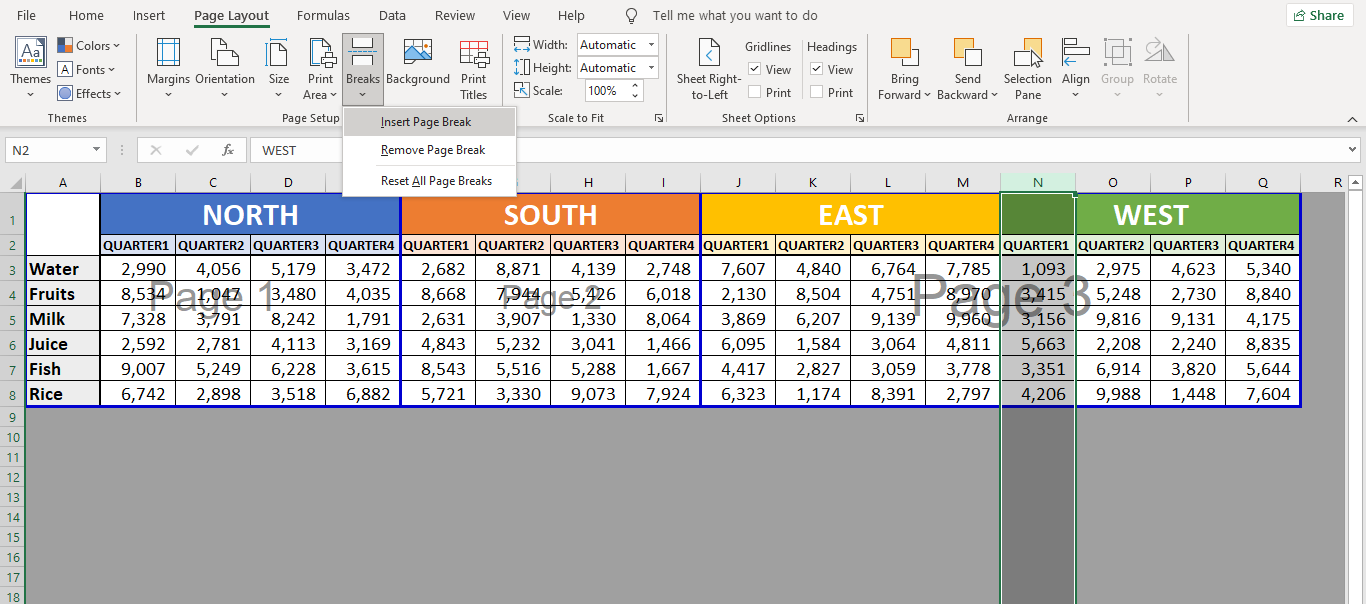 File Home Insert Page Layout Formulas Data Review View Help Tell me what you want to do Share
Aa Themes Colors Fonts Effects Themes
Margins Orientation Size Print Area Breaks Background Print Titles Page Setup
Width: Automatic
Height: Automatic
Scale: 100%
Scale to Fit
Sheet Right-to-Left Gridlines View Print Headings View Print Sheet Options
Bring Forward Send Backward Selection Pane Align Group Rotate Arrange
Insert Page Break
Remove Page Break
Reset All Page Breaks
N2 fx WEST
A B C D H I J K L M N O P Q R
1 NORTH SOUTH EAST WEST
2 QUARTER1 QUARTER2 QUARTER3 QUARTER4 QUARTER1 QUARTER2 QUARTER3 QUARTER4 QUARTER1 QUARTER2 QUARTER3 QUARTER4 QUARTER1 QUARTER2 QUARTER3 QUARTER4
3 Water 2,990 4,056 5,179 3,472 2,682 8,871 4,139 2,748 7,607 4,840 6,764 7,785 1,093 2,975 4,623 5,340
4 Fruits 8,534 1,047 3,480 4,035 8,668 7,944 5,426 6,018 2,130 8,504 4,751 8,970 3,415 5,248 2,730 8,840
Page 1 Page 2 Page 3
5 Milk 7,328 3,791 8,242 1,791 2,631 3,907 1,330 8,064 3,869 6,207 9,139 9,960 3,156 9,816 9,131 4,175
6 Juice 2,592 2,781 4,113 3,169 4,843 5,232 3,041 1,466 6,095 1,584 3,064 4,811 5,663 2,208 2,240 8,835
7 Fish 9,007 5,249 6,228 3,615 8,543 5,516 5,288 1,667 4,417 2,827 3,059 3,778 3,351 6,914 3,820 5,644
8 Rice 6,742 2,898 3,518 6,882 5,721 3,330 9,073 7,924 6,323 1,174 8,391 2,797 4,206 9,988 1,448 7,604
9
10
11
12
13
14
15
16
17
18